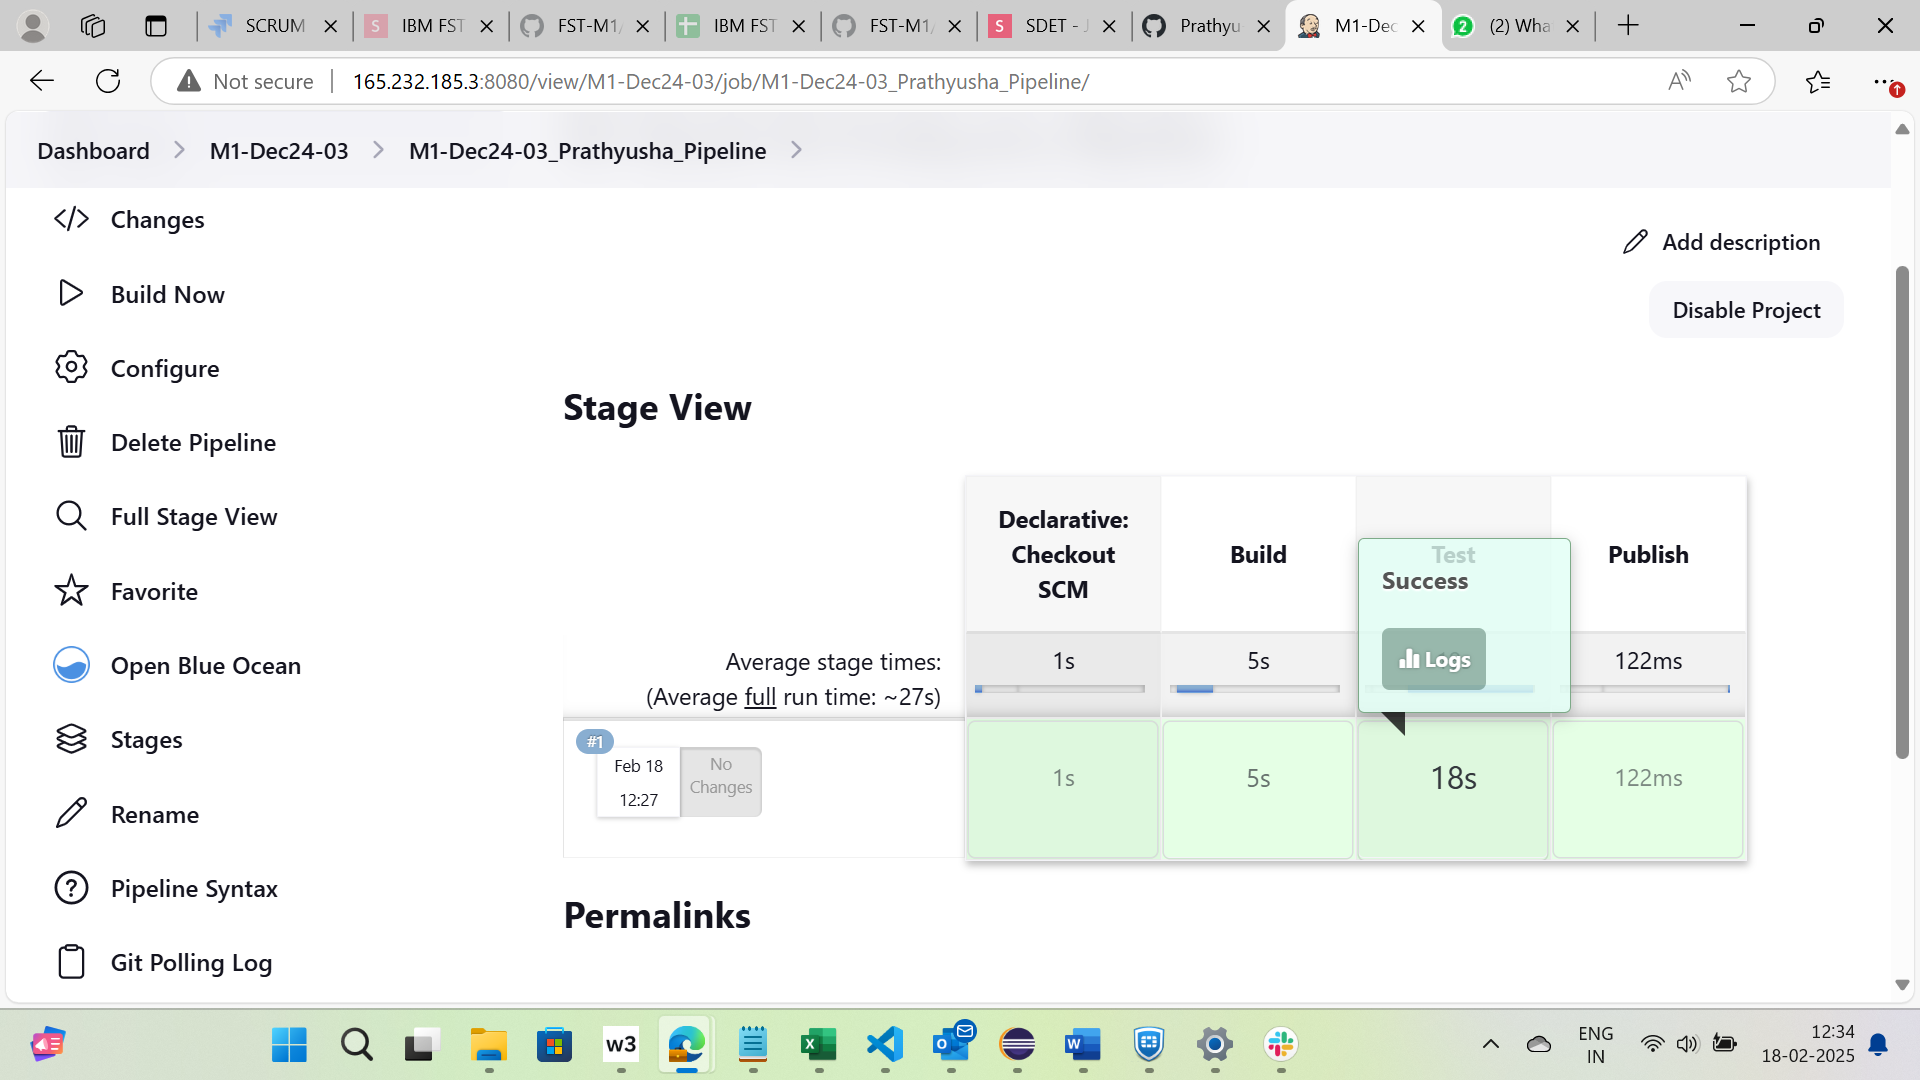 SCRUM
IBM FST
FST-M1/
IBM FST
FST-M1/
SDET - J
Prathyu
M1-Dec
(2) Wha
Not secure
165.232.185.3:8080/view/M1-Dec24-03/job/M1-Dec24-03_Prathyusha_Pipeline/
Dashboard
M1-Dec24-03
M1-Dec24-03_Prathyusha_Pipeline
Changes
Build Now
Configure
Delete Pipeline
Full Stage View
Favorite
Open Blue Ocean
Stages
Rename
Pipeline Syntax
Git Polling Log
Add description
Disable Project
Stage View
Declarative:
Checkout
SCM
Build
Test
Publish
Success
Logs
Average stage times:
(Average full run time: ~27s)
1s
5s
122ms
#1
Feb 18
12:27
No
Changes
1s
5s
18s
122ms
Permalinks
w3
ENG
IN
12:34
18-02-2025